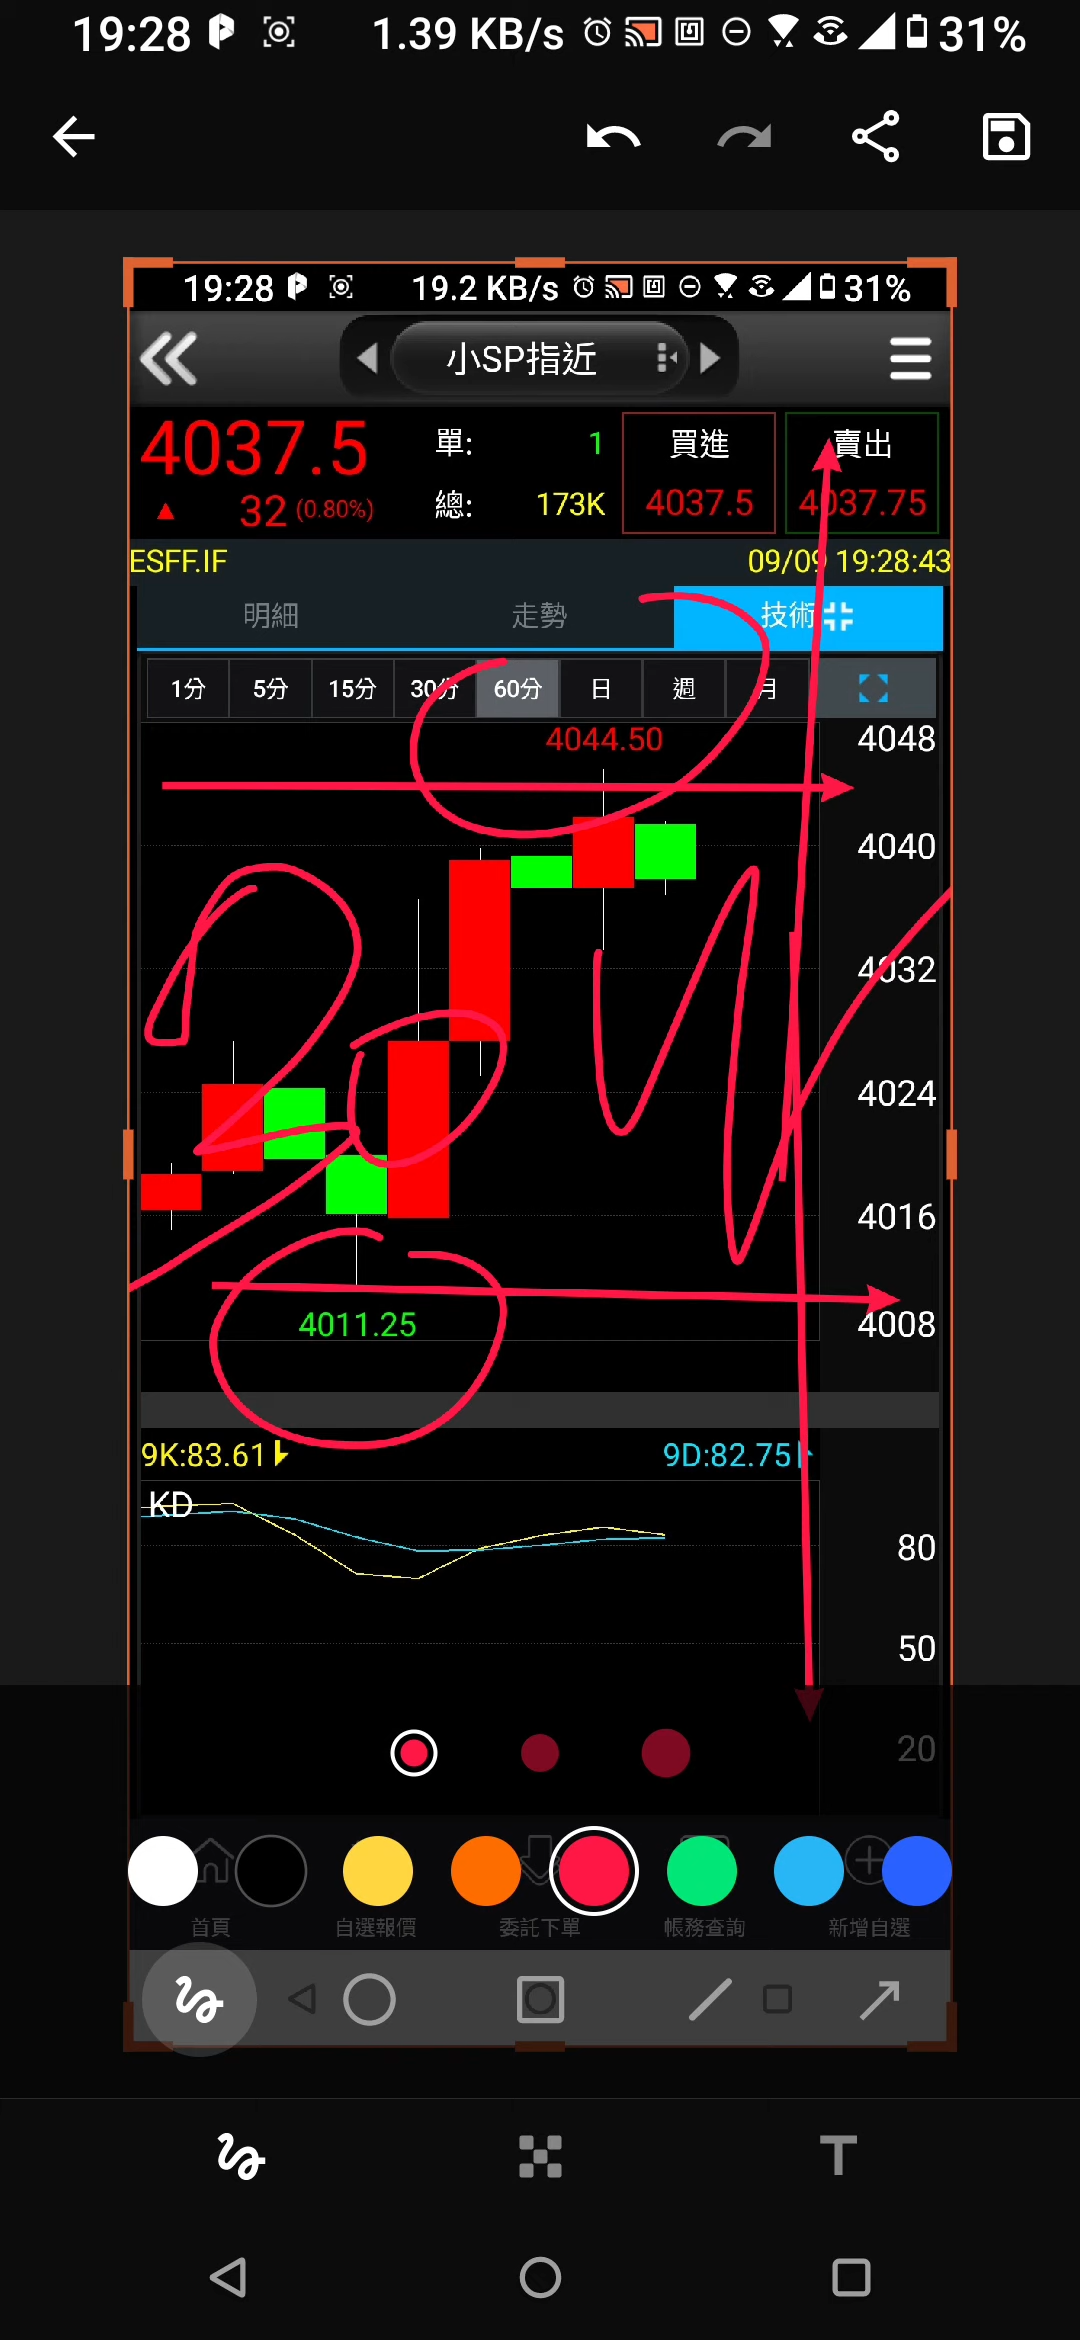 19:28 1.39 KB/s 31%
19:28 19.2 KB/s 31%
小SP指近
4037.5 單: 1 買進 賣出
▲ 32 (0.80%) 總: 173K 4037.5 4037.75
ESFF.IF 09/09 19:28:43
明細 走勢 技術
1分 5分 15分 30分 60分 日 週 月
4044.50 4048
4040
4032
4024
4016
4011.25 4008
9K:83.61 9D:82.75
KD
80
50
20
首頁 自選報價 委託下單 帳務查詢 新增自選
T